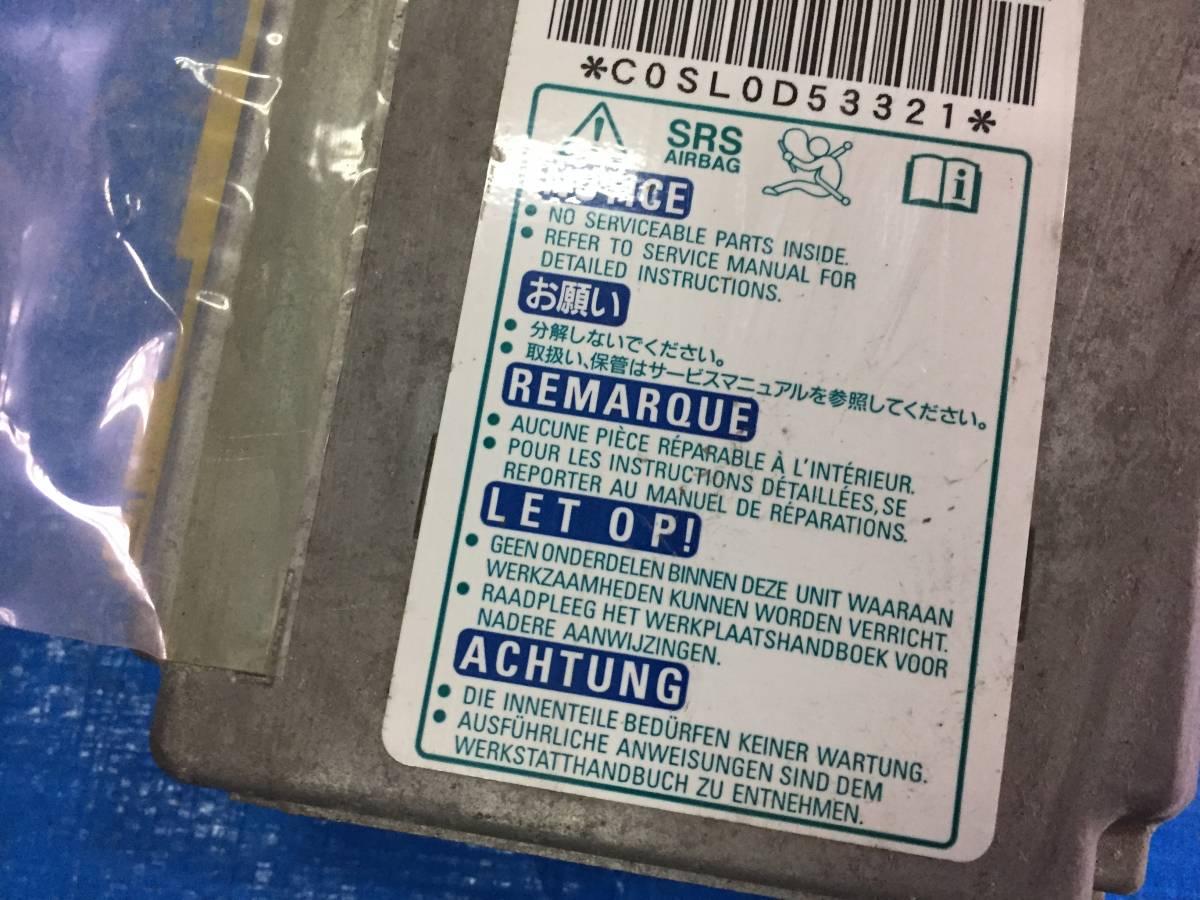 *C0SL0D53321*
SRS
AIRBAG
NOTICE
• NO SERVICEABLE PARTS INSIDE.
• REFER TO SERVICE MANUAL FOR
DETAILED INSTRUCTIONS.
お願い
• 分解しないでください。
• 取扱い、保管はサービスマニュアルを参照してください。
REMARQUE
• AUCUNE PIÈCE RÉPARABLE À L'INTÉRIEUR.
• POUR LES INSTRUCTIONS DÉTAILLÉES, SE
REPORTER AU MANUEL DE RÉPARATIONS.
LET OP!
• GEEN ONDERDELEN BINNEN DEZE UNIT WAARAAN
WERKZAAMHEDEN KUNNEN WORDEN VERRICHT.
• RAADPLEEG HET WERKPLAATSHANDBOEK VOOR
NADERE AANWIJZINGEN.
ACHTUNG
• DIE INNENTEILE BEDÜRFEN KEINER WARTUNG.
• AUSFÜHRLICHE ANWEISUNGEN SIND DEM
WERKSTATTHANDBUCH ZU ENTNEHMEN.